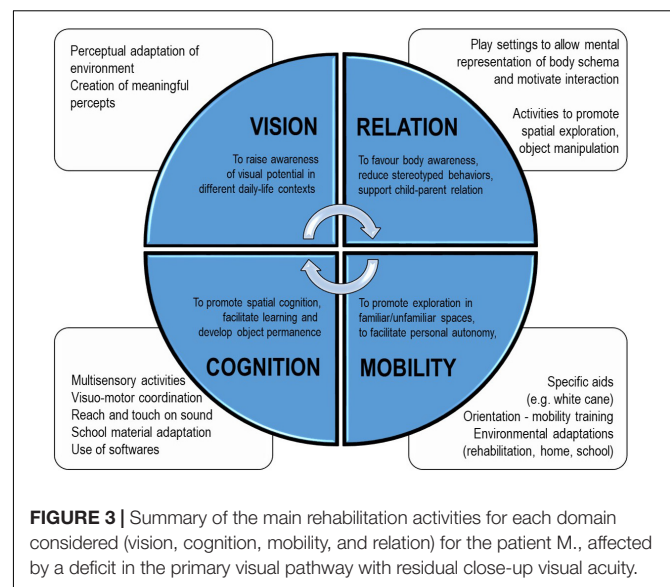 Perceptual adaptation of
environment
Creation of meaningful
percepts
Play settings to allow mental
representation of body schema
and motivate interaction
Activities to promote
spatial exploration,
object manipulation
VISION
To raise awareness
of visual potential in
different daily-life contexts
RELATION
To favour body awareness,
reduce stereotyped behaviors,
support child-parent relation
To promote spatial cognition,
facilitate learning and
develop object permanence
COGNITION
To promote exploration in
familiar/unfamiliar spaces,
to facilitate personal autonomy,
MOBILITY
Multisensory activities
Visuo-motor coordination
Reach and touch on sound
School material adaptation
Use of softwares
Specific aids
(e.g. white cane)
Orientation - mobility training
Environmental adaptations
(rehabilitation, home, school)
FIGURE 3 | Summary of the main rehabilitation activities for each domain
considered (vision, cognition, mobility, and relation) for the patient M., affected
by a deficit in the primary visual pathway with residual close-up visual acuity.